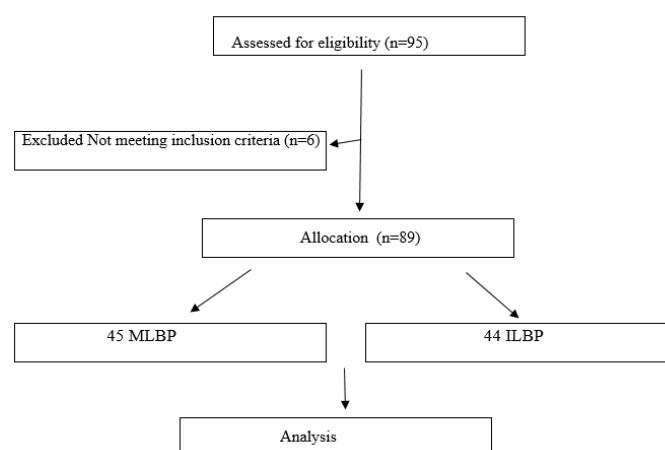 Assessed for eligibility (n=95)
Excluded Not meeting inclusion criteria (n=6)
Allocation (n=89)
45 MLBP
44 ILBP
Analysis